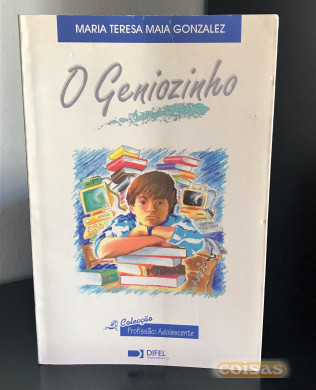 MARIA TERESA MAIA GONZALEZ
O Geniozinho
Colecção
Profissão: Adolescente
DIFEL
coisas